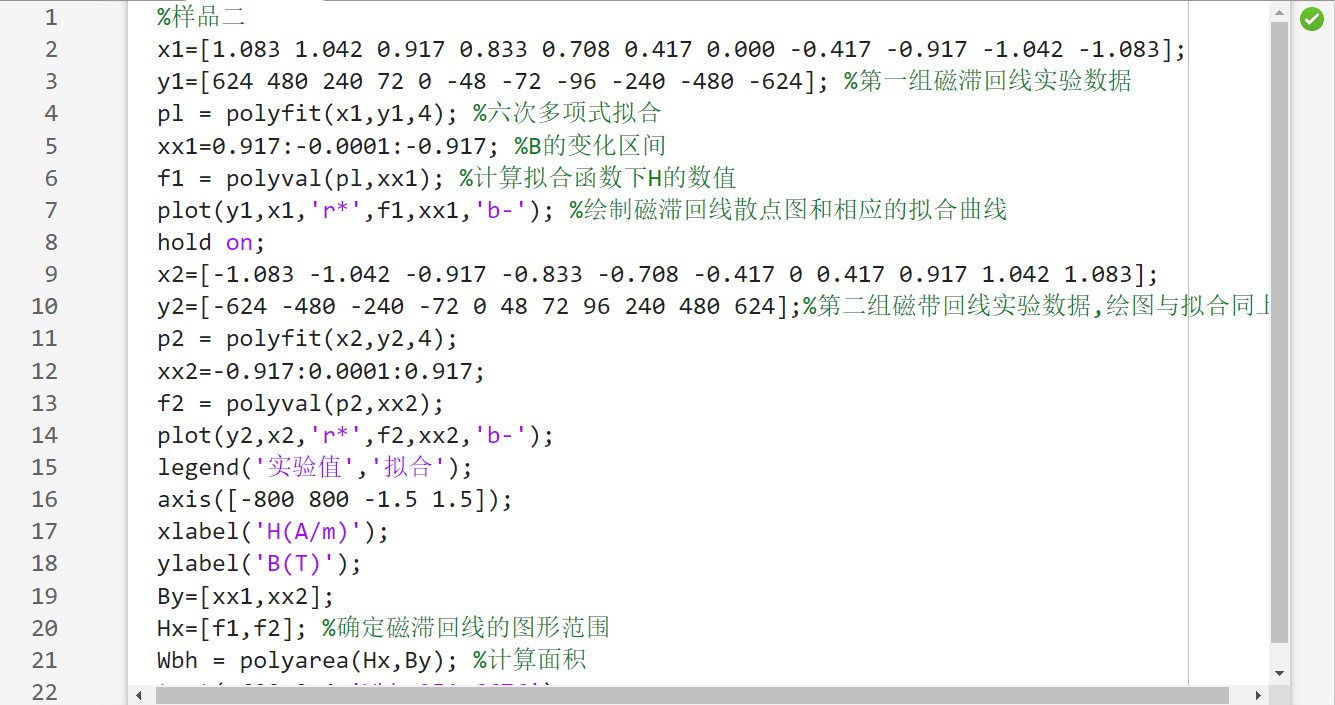 1 %样品二
2 x1=[1.083 1.042 0.917 0.833 0.708 0.417 0.000 -0.417 -0.917 -1.042 -1.083];
3 y1=[624 480 240 72 0 -48 -72 -96 -240 -480 -624]; %第一组磁滞回线实验数据
4 pl = polyfit(x1,y1,4); %六次多项式拟合
5 xx1=0.917:-0.0001:-0.917; %B的变化区间
6 f1 = polyval(pl,xx1); %计算拟合函数下H的数值
7 plot(y1,x1,'r*',f1,xx1,'b-'); %绘制磁滞回线散点图和相应的拟合曲线
8 hold on;
9 x2=[-1.083 -1.042 -0.917 -0.833 -0.708 -0.417 0 0.417 0.917 1.042 1.083];
10 y2=[-624 -480 -240 -72 0 48 72 96 240 480 624];%第二组磁带回线实验数据,绘图与拟合同上
11 p2 = polyfit(x2,y2,4);
12 xx2=-0.917:0.0001:0.917;
13 f2 = polyval(p2,xx2);
14 plot(y2,x2,'r*',f2,xx2,'b-');
15 legend('实验值','拟合');
16 axis([-800 800 -1.5 1.5]);
17 xlabel('H(A/m)');
18 ylabel('B(T)');
19 By=[xx1,xx2];
20 Hx=[f1,f2]; %确定磁滞回线的图形范围
21 Wbh = polyarea(Hx,By); %计算面积
22